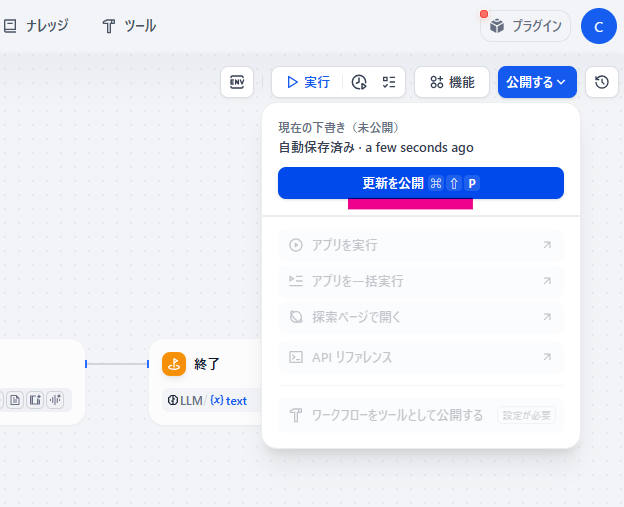 ナレッジ
ツール
プラグイン
C
ENV
実行
機能
公開する
現在の下書き（未公開）
自動保存済み · a few seconds ago
更新を公開 ⌘ ⇧ P
アプリを実行
アプリを一括実行
探索ページで開く
API リファレンス
ワークフローをツールとして公開する
設定が必要
終了
LLM / {x} text